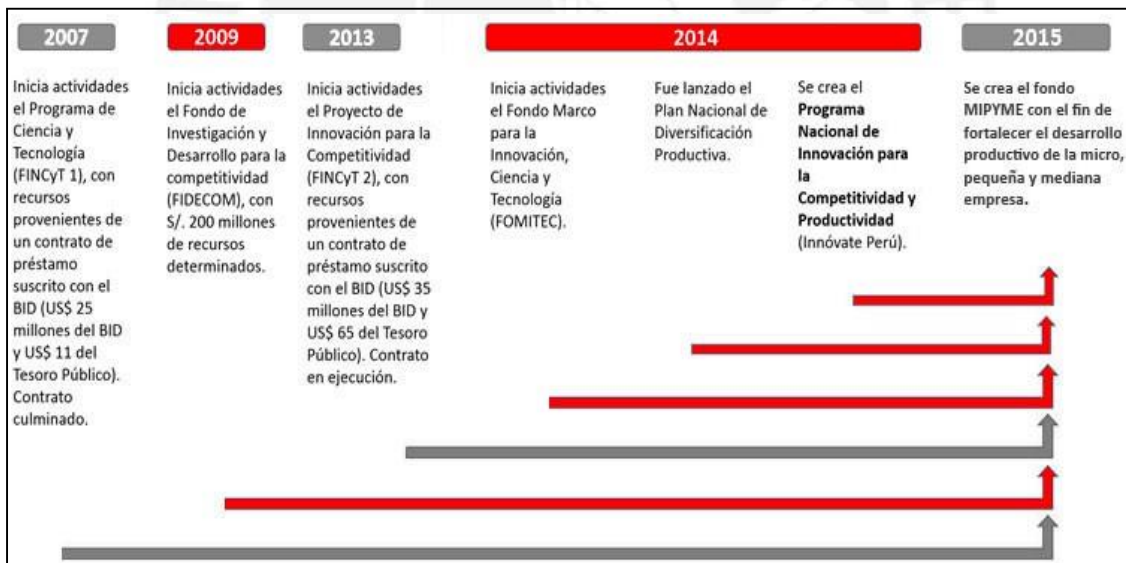 2007
Inicia actividades
el Programa de
Ciencia y
Tecnología
(FINCyT 1), con
recursos
provenientes de
un contrato de
préstamo
suscrito con el
BID (US$ 25
millones del BID
y US$ 11 del
Tesoro Público).
Contrato
culminado.
2009
Inicia actividades
el Fondo de
Investigación y
Desarrollo para la
competitividad
(FIDECOM), con
S/. 200 millones
de recursos
determinados.
2013
Inicia actividades
el Proyecto de
Innovación para la
Competitividad
(FINCyT 2), con
recursos
provenientes de
un contrato de
préstamo suscrito
con el BID (US$ 35
millones del BID y
US$ 65 del Tesoro
Público). Contrato
en ejecución.
2014
Inicia actividades
el Fondo Marco
para la
Innovación,
Ciencia y
Tecnología
(FOMITEC).
Fue lanzado el
Plan Nacional de
Diversificación
Productiva.
Se crea el
Programa
Nacional de
Innovación para
la
Competitividad y
Productividad
(Innóvate Perú).
2015
Se crea el fondo
MIPYME con el fin de
fortalecer el desarrollo
productivo de la micro,
pequeña y mediana
empresa.